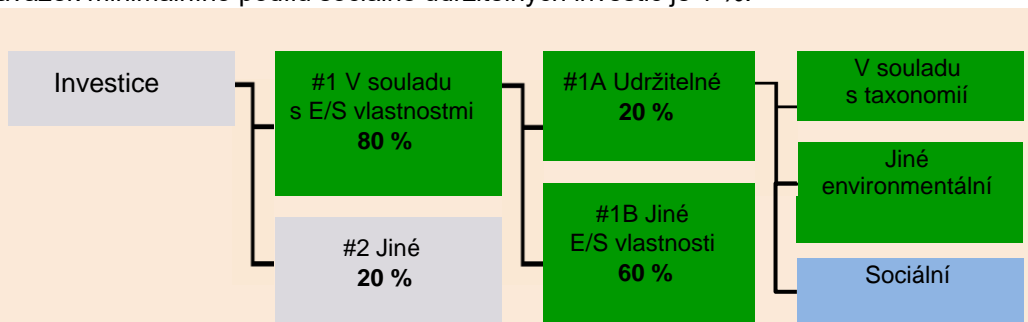 Investice
#1 V souladu
s E/S vlastnostmi
80 %
#2 Jiné
20 %
#1A Udržitelné
20 %
#1B Jiné
E/S vlastnosti
60 %
V souladu
s taxonomií
Jiné
environmentální
Sociální